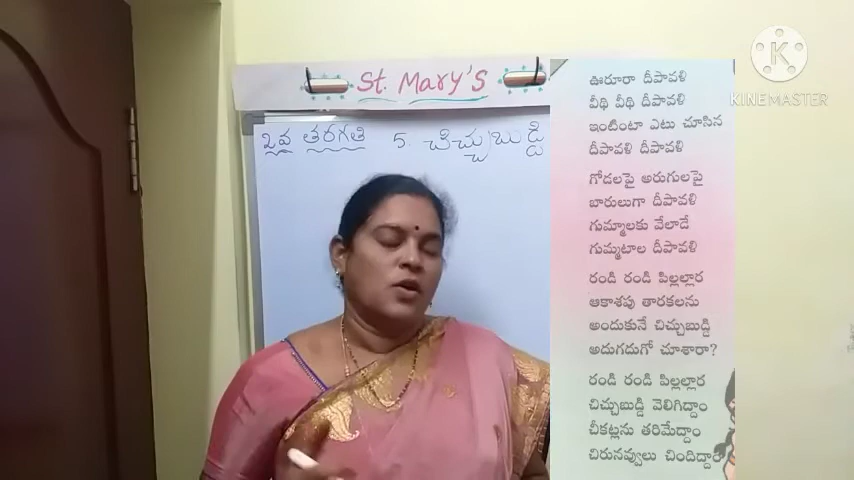 St. Mary's
KINEMASTER
ఒవ తరగతి 5. చిచ్చుబుడ్డి
ఊరూరా దీపావళి
వీథి వీథి దీపావళి
ఇంటింటా ఎటు చూసిన
దీపావళి దీపావళి
గోడలపై అరుగులపై
బారులుగా దీపావళి
గుమ్మాలకు వేలాడే
గుమ్మటాల దీపావళి
రండి రండి పిల్లల్లార
ఆకాశపు తారకలను
అందుకునే చిచ్చుబుడ్డి
అదుగదుగో చూశారా?
రండి రండి పిల్లల్లార
చిచ్చుబుడ్డి వెలిగిద్దాం
చీకట్లను తరిమేద్దాం
చిరునవ్వులు చిందిద్దాం